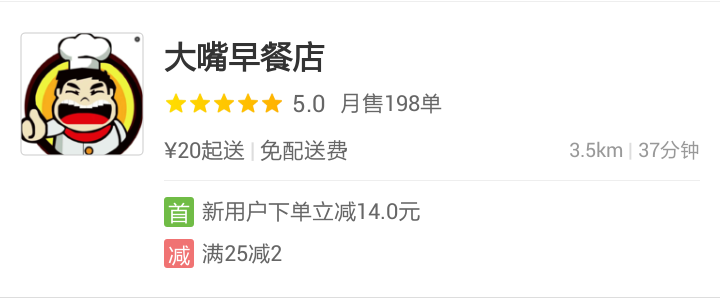 大嘴早餐店
5.0 月售198单
¥20起送 | 免配送费 3.5km | 37分钟
首 新用户下单立减14.0元
减 满25减2